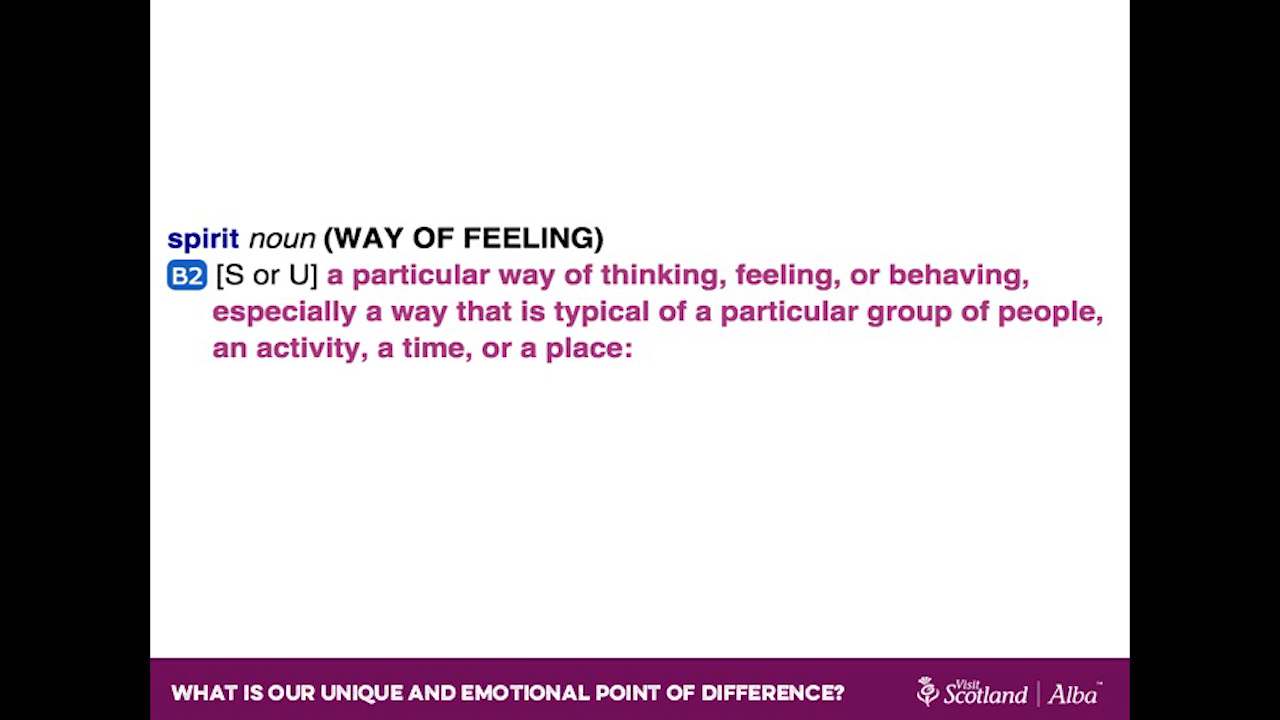 spirit noun (WAY OF FEELING)
B2 [S or U] a particular way of thinking, feeling, or behaving,
especially a way that is typical of a particular group of people,
an activity, a time, or a place:
WHAT IS OUR UNIQUE AND EMOTIONAL POINT OF DIFFERENCE?
Visit
Scotland | Alba™